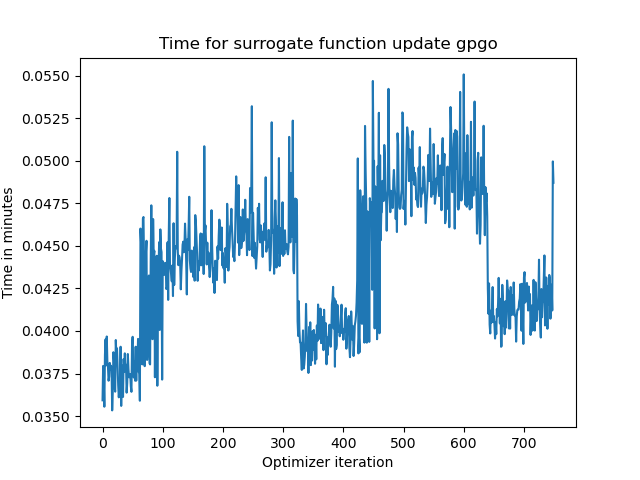 Time for surrogate function update gpgo
0.0550
0.0525
0.0500
0.0475
0.0450
0.0425
0.0400
0.0375
0.0350
Time in minutes
0 100 200 300 400 500 600 700
Optimizer iteration